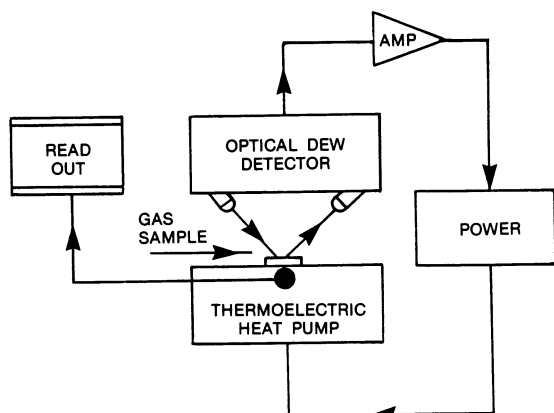 AMP
READ
OUT
OPTICAL DEW
DETECTOR
GAS
SAMPLE
POWER
THERMOELECTRIC
HEAT PUMP